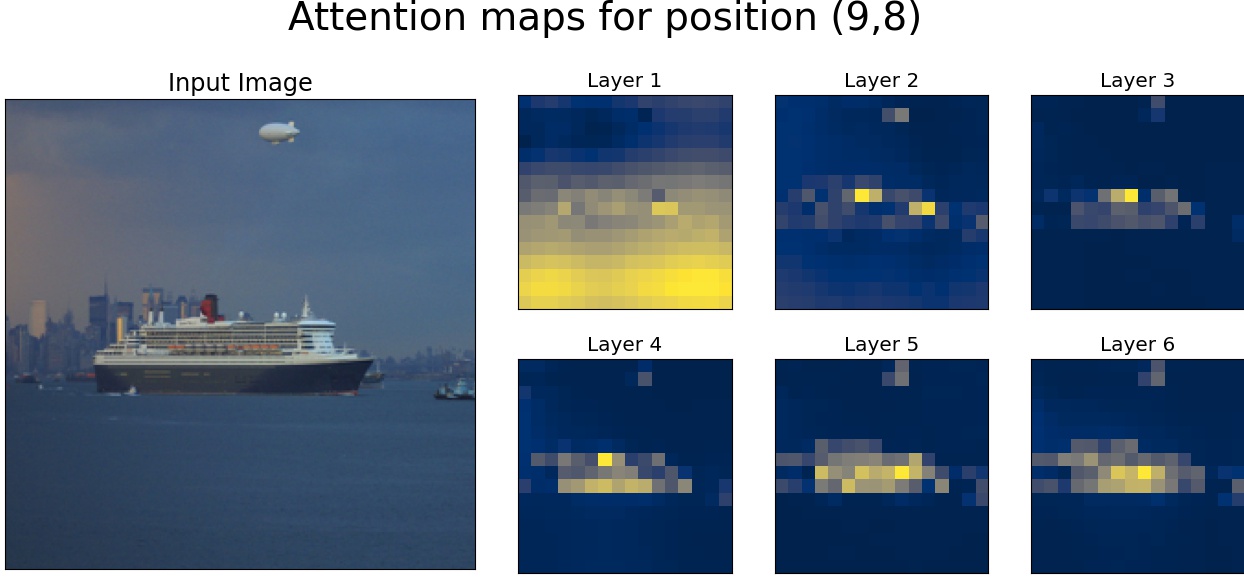 Attention maps for position (9,8)
Input Image
Layer 1
Layer 2
Layer 3
Layer 4
Layer 5
Layer 6